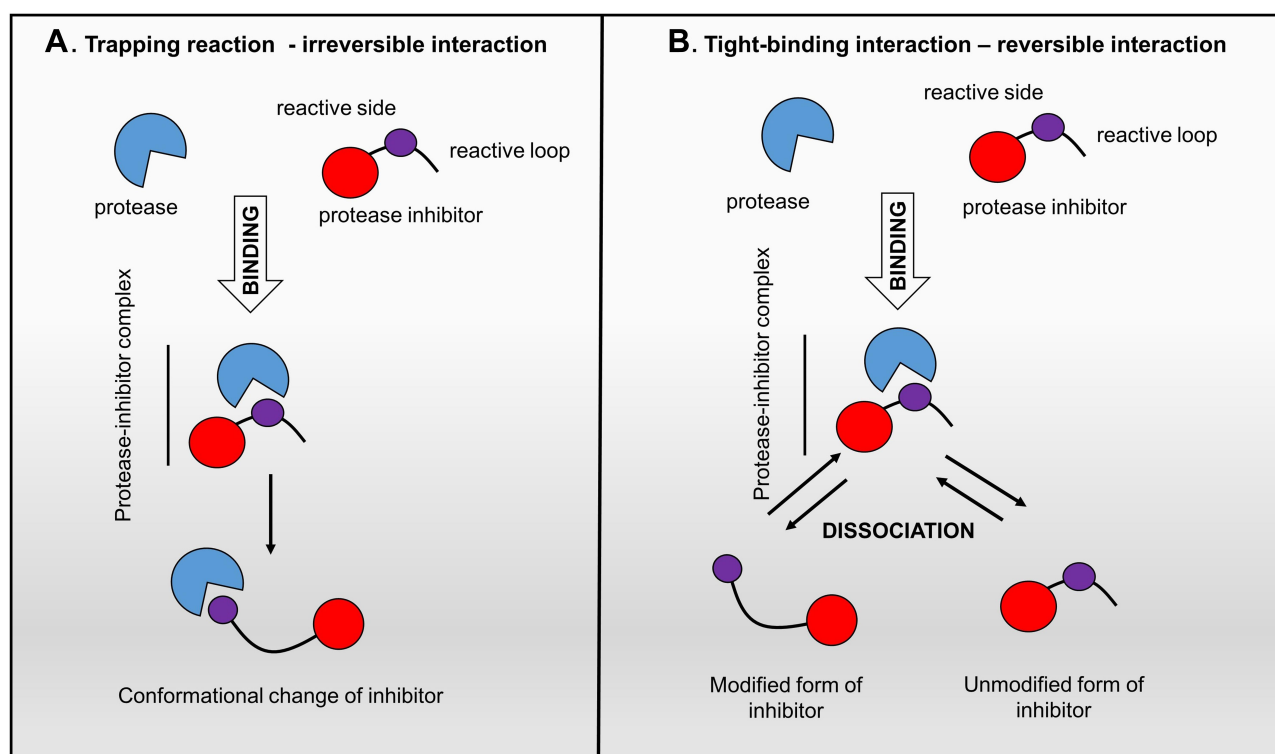 A. Trapping reaction - irreversible interaction
reactive side
reactive loop
protease
protease inhibitor
BINDING
Protease-inhibitor complex
Conformational change of inhibitor
B. Tight-binding interaction – reversible interaction
reactive side
reactive loop
protease
protease inhibitor
BINDING
Protease-inhibitor complex
DISSOCIATION
Modified form of
inhibitor
Unmodified form of
inhibitor